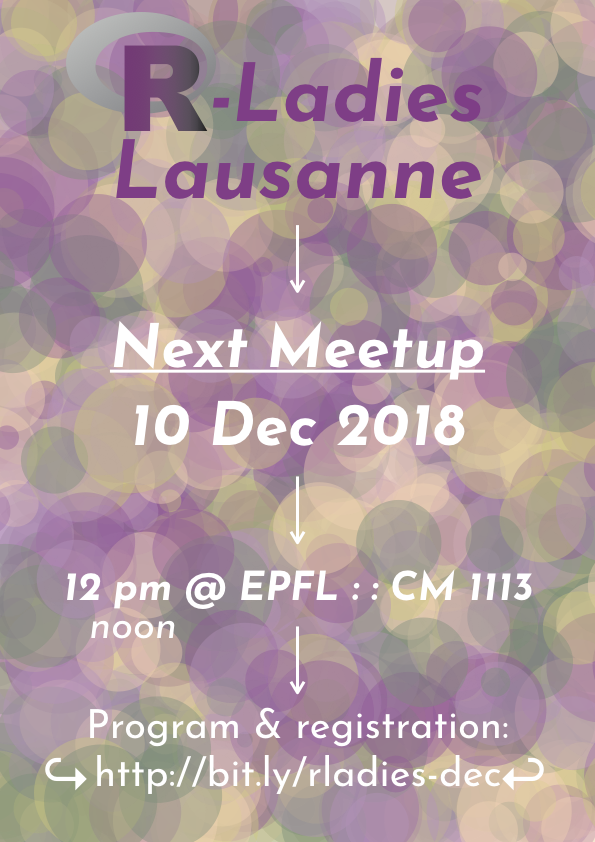 R-Ladies
Lausanne
Next Meetup
10 Dec 2018
12 pm @ EPFL : : CM 1113
noon
Program & registration:
↪ http://bit.ly/rladies-dec ↩